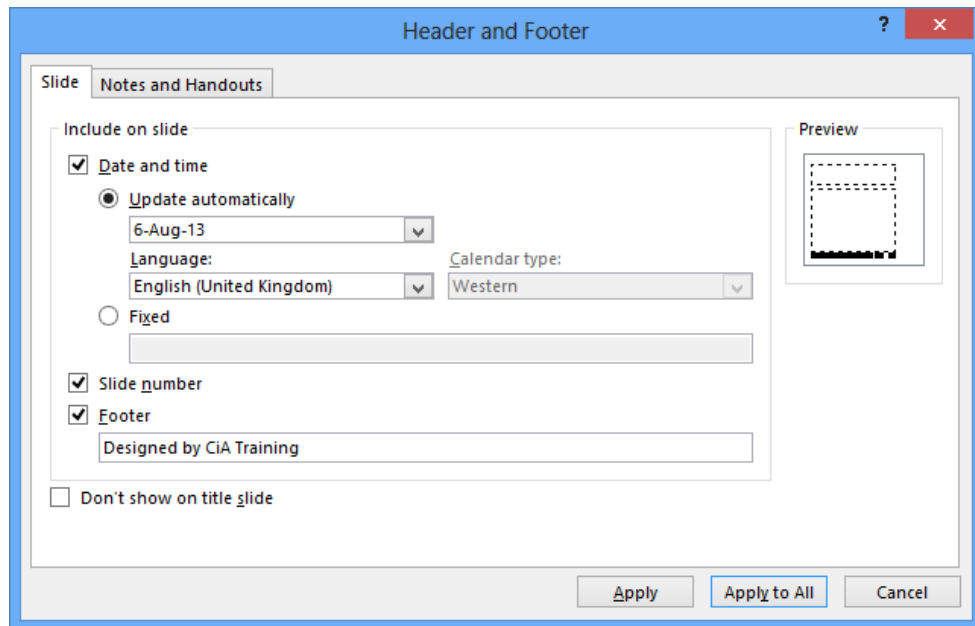 Header and Footer
?
Slide
Notes and Handouts
Include on slide
Preview
Date and time
Update automatically
6-Aug-13
Language:
Calendar type:
English (United Kingdom)
Western
Fixed
Slide number
Footer
Designed by CiA Training
Don't show on title slide
Apply
Apply to All
Cancel